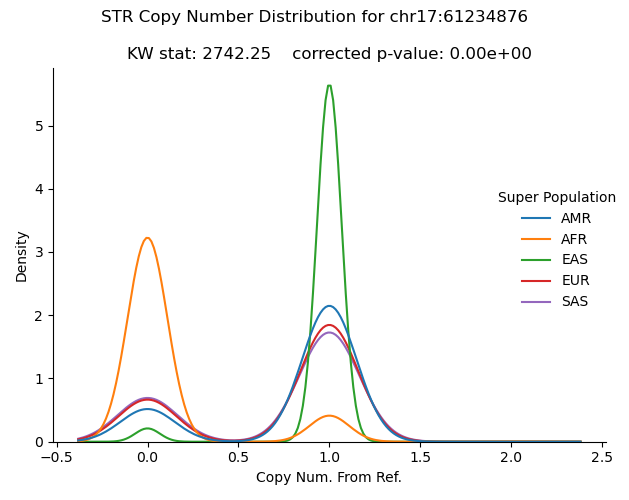 STR Copy Number Distribution for chr17:61234876
KW stat: 2742.25    corrected p-value: 0.00e+00
Density
5
4
3
2
1
0
−0.5 0.0 0.5 1.0 1.5 2.0 2.5
Copy Num. From Ref.
Super Population
AMR
AFR
EAS
EUR
SAS